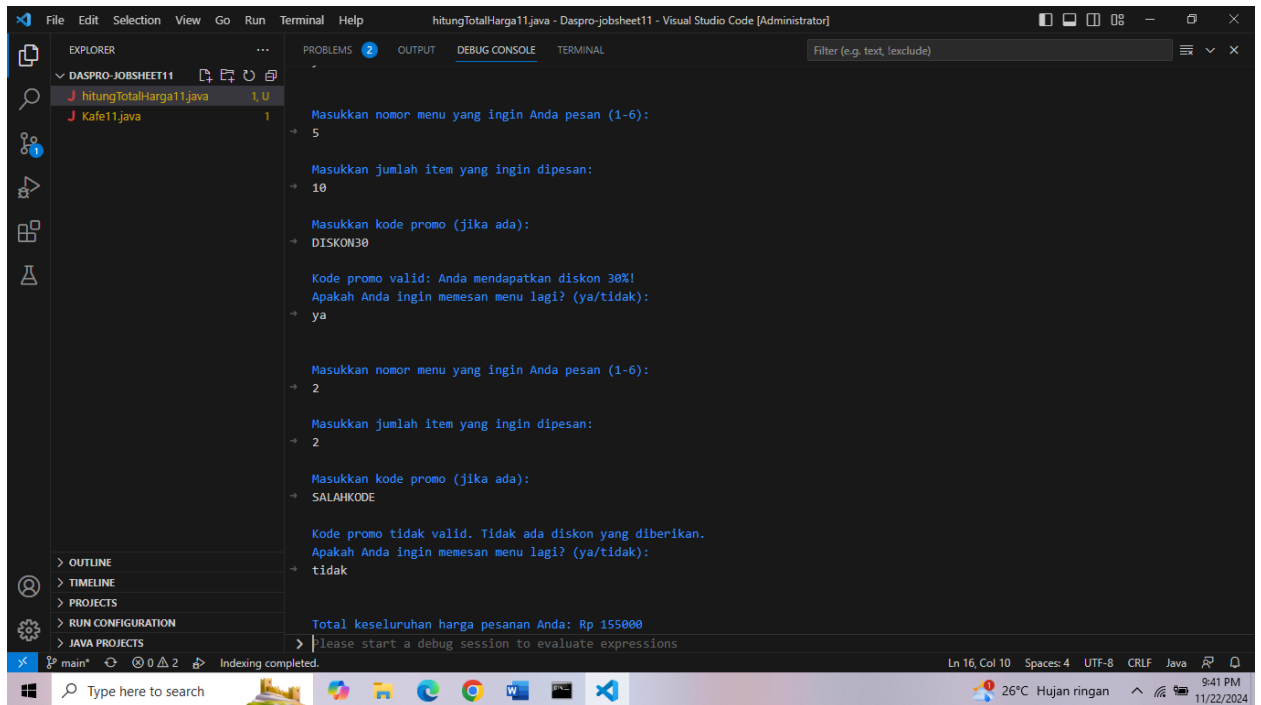 File Edit Selection View Go Run Terminal Help hitungTotalHarga11.java - Daspro-jobsheet11 - Visual Studio Code [Administrator]
EXPLORER ... PROBLEMS 2 OUTPUT DEBUG CONSOLE TERMINAL Filter (e.g. text, !exclude)
DASPRO-JOBSHEET11
J hitungTotalHarga11.java 1, U
J Kafe11.java 1
Masukkan nomor menu yang ingin Anda pesan (1-6):
5
Masukkan jumlah item yang ingin dipesan:
10
Masukkan kode promo (jika ada):
DISKON30
Kode promo valid: Anda mendapatkan diskon 30%!
Apakah Anda ingin memesan menu lagi? (ya/tidak):
ya
Masukkan nomor menu yang ingin Anda pesan (1-6):
2
Masukkan jumlah item yang ingin dipesan:
2
Masukkan kode promo (jika ada):
SALAHKODE
Kode promo tidak valid. Tidak ada diskon yang diberikan.
Apakah Anda ingin memesan menu lagi? (ya/tidak):
tidak
Total keseluruhan harga pesanan Anda: Rp 155000
Please start a debug session to evaluate expressions
1
OUTLINE
TIMELINE
PROJECTS
RUN CONFIGURATION
JAVA PROJECTS
main* 0 2 Indexing completed. Ln 16, Col 10 Spaces: 4 UTF-8 CRLF Java
Type here to search 26°C Hujan ringan 9:41 PM
11/22/2024